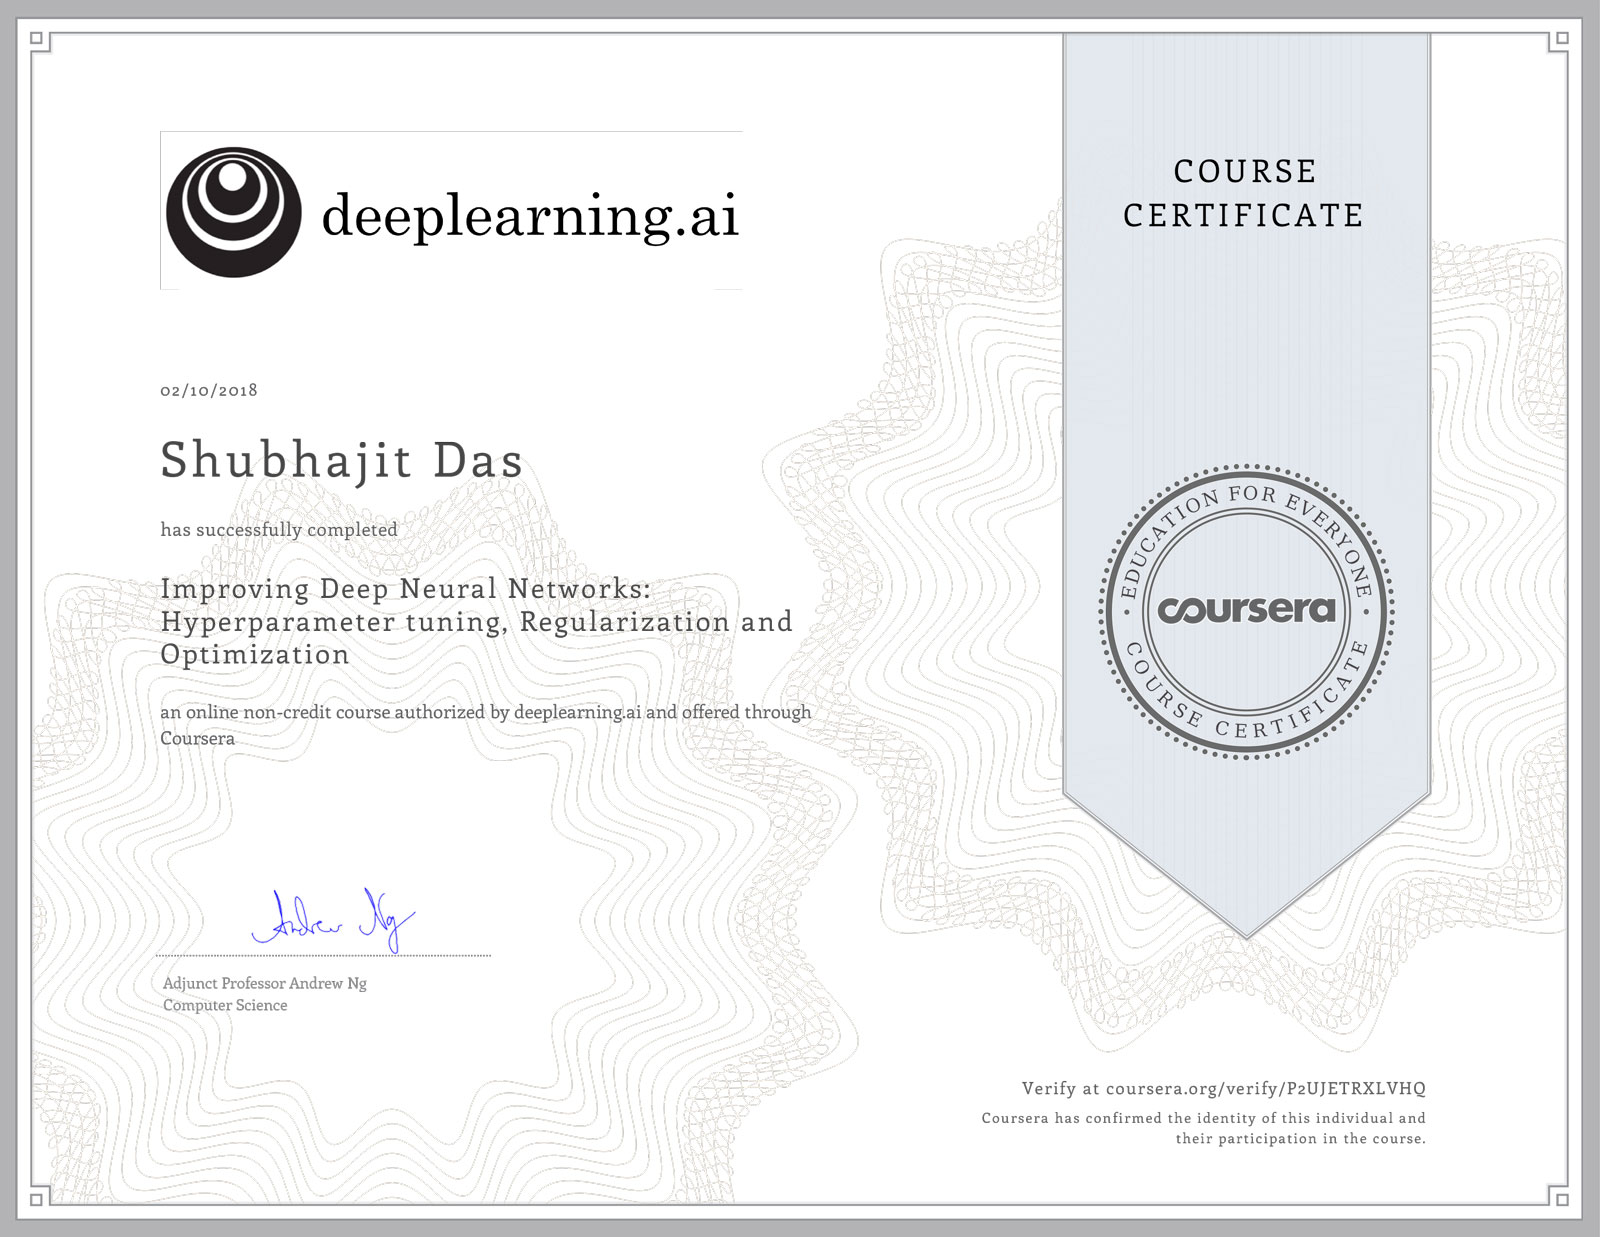 deeplearning.ai
COURSE
CERTIFICATE
02/10/2018
Shubhajit Das
has successfully completed
Improving Deep Neural Networks:
Hyperparameter tuning, Regularization and
Optimization
an online non-credit course authorized by deeplearning.ai and offered through
Coursera
EDUCATION FOR EVERYONE
coursera
COURSE CERTIFICATE
Andrew Ng
Adjunct Professor Andrew Ng
Computer Science
Verify at coursera.org/verify/P2UJETRXLVHQ
Coursera has confirmed the identity of this individual and
their participation in the course.